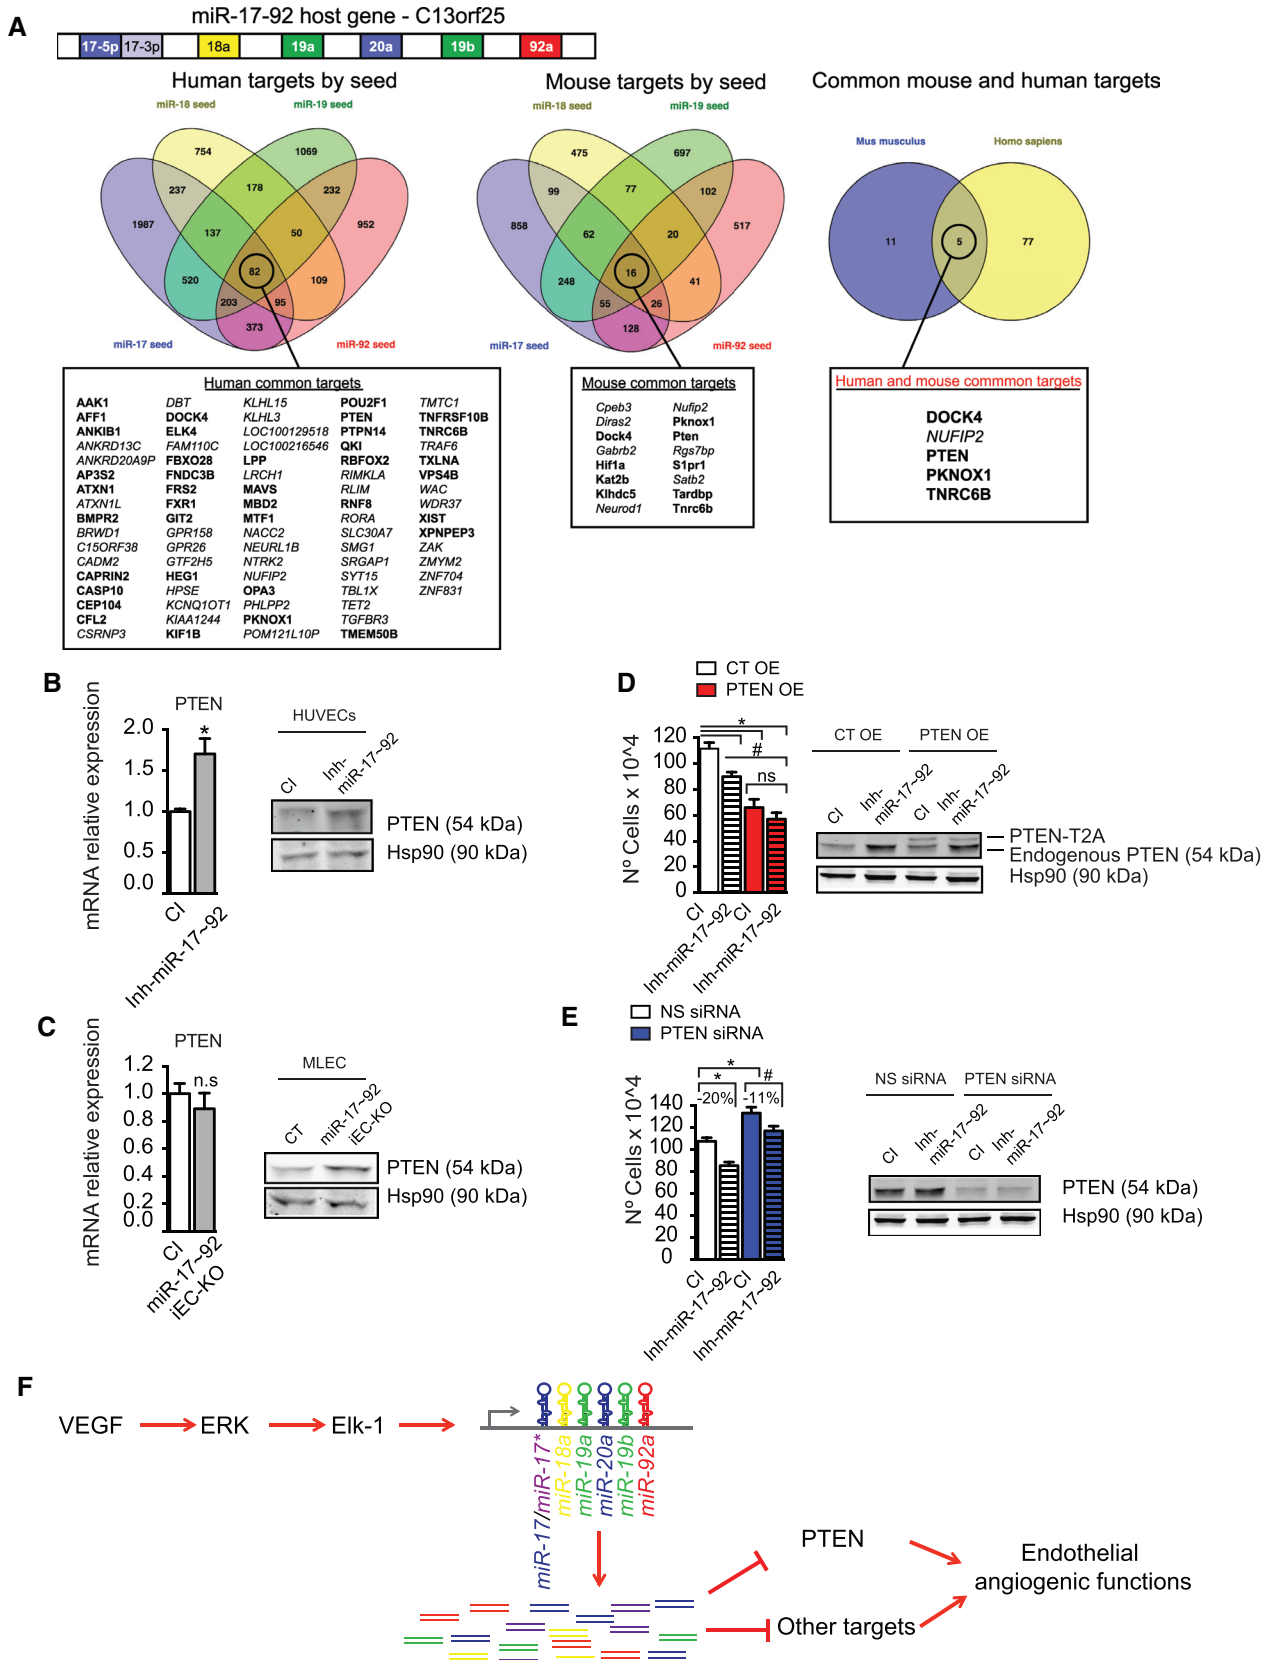 A
miR-17-92 host gene - C13orf25
17-5p 17-3p 18a 19a 20a 19b 92a
Human targets by seed
miR-18 seed miR-19 seed
754 1069
237 178 232
1987 137 50 952
82
520 109
203 95
373
miR-17 seed miR-92 seed
Human commmon targets
AAK1 DBT KLHL15 POU2F1 TMTC1
AFF1 DOCK4 KLHL3 PTEN TNFRSF10B
ANKIB1 ELK4 LOC100129518 PTPN14 TNRC6B
ANKRD13C FAM110C LOC100216546 QKI TRAF6
ANKRD20A9P FBXO28 LPP RBFOX2 TXLNA
AP3S2 FNDC3B LRCH1 RIMKLA VPS4B
ATXN1 FRS2 MAVS RLIM WAC
ATXN1L FXR1 MBD2 RNF8 WDR37
BMPR2 GIT2 MTF1 RORA XIST
BRWD1 GPR158 NACC2 SLC30A7 XPNPEP3
C15ORF38 GPR26 NEURL1B SMG1 ZAK
CADM2 GTF2H5 NTRK2 SRGAP1 ZMYM2
CAPRIN2 HEG1 NUFIP2 SYT15 ZNF704
CASP10 HPSE OPA3 TBL1X ZNF831
CEP104 KCNQ1OT1 PHLPP2 TET2
CFL2 KIAA1244 PKNOX1 TGFBR3
CSRNP3 KIF1B POM121L10P TMEM50B
Mouse targets by seed
miR-18 seed miR-19 seed
475 697
99 77 102
858 62 20 517
16
248 41
55 26
128
miR-17 seed miR-92 seed
Mouse common targets
Cpeb3 Nufip2
Diras2 Pknox1
Dock4 Pten
Gabrb2 Rgs7bp
Hif1a S1pr1
Kat2b Satb2
Klhdc5 Tardbp
Neurod1 Tnrc6b
Common mouse and human targets
Mus musculus Homo sapiens
11 5 77
Human and mouse commmon targets
DOCK4
NUFIP2
PTEN
PKNOX1
TNRC6B
B
mRNA relative expression
PTEN
2.0
1.5
1.0
0.5
0.0
*
CI
Inh-miR-17~92
HUVECs
CI
Inh-
miR-17~92
PTEN (54 kDa)
Hsp90 (90 kDa)
C
mRNA relative expression
PTEN
1.2
1.0
0.8
0.6
0.4
0.2
0.0
n.s
CI
miR-17~92
iEC-KO
MLEC
CT
miR-17~92
iEC-KO
PTEN (54 kDa)
Hsp90 (90 kDa)
D
CT OE
PTEN OE
Nº Cells x 10^4
120
100
80
60
40
20
0
*
#
ns
CI
Inh-miR-17~92
CI
Inh-miR-17~92
CT OE PTEN OE
CI
Inh-
miR-17~92
CI
Inh-
miR-17~92
PTEN-T2A
Endogenous PTEN (54 kDa)
Hsp90 (90 kDa)
E
NS siRNA
PTEN siRNA
Nº Cells x 10^4
140
120
100
80
60
40
20
0
*
* #
-20% -11%
CI
Inh-miR-17~92
CI
Inh-miR-17~92
NS siRNA PTEN siRNA
CI
Inh-
miR-17~92
CI
Inh-
miR-17~92
PTEN (54 kDa)
Hsp90 (90 kDa)
F
VEGF ERK Elk-1
miR-17/miR-17*
miR-18a
miR-19a
miR-20a
miR-19b
miR-92a
PTEN
Other targets
Endothelial
angiogenic functions